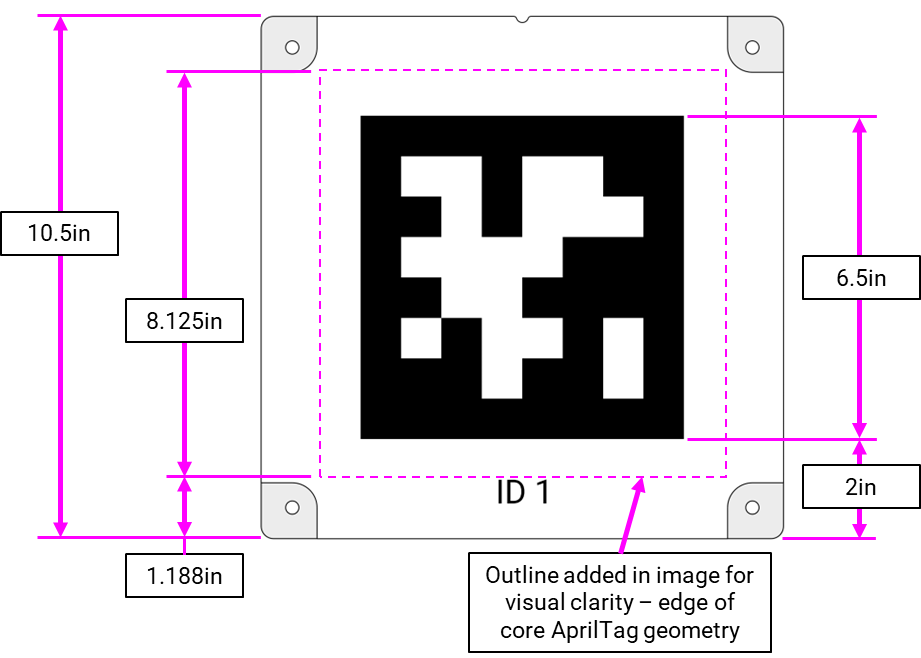 10.5in
8.125in
6.5in
2in
ID 1
1.188in
Outline added in image for
visual clarity – edge of
core AprilTag geometry